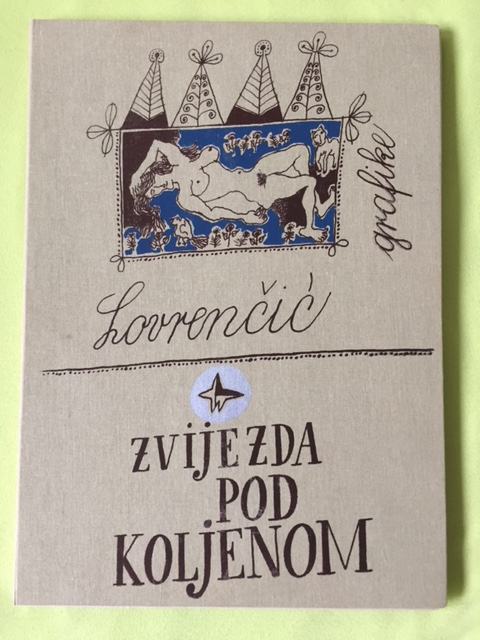 grafike
Lovrenčić
ZVIJEZDA
POD
KOLJENOM